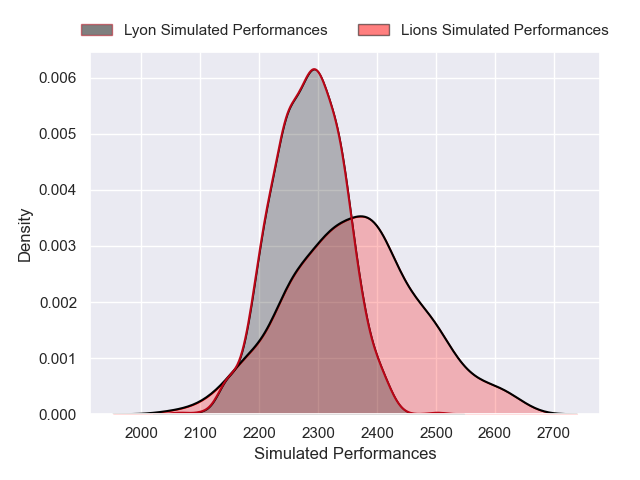 Lyon Simulated Performances Lions Simulated Performances
0.006
0.005
0.004
0.003
0.002
0.001
0.000
Density
2000 2100 2200 2300 2400 2500 2600 2700
Simulated Performances